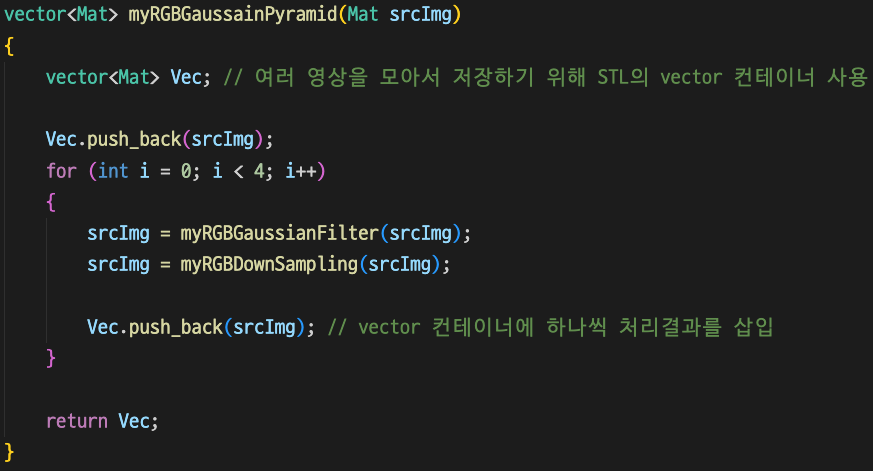 vector<Mat> myRGBGaussainPyramid(Mat srcImg)
{
    vector<Mat> Vec; // 여러 영상을 모아서 저장하기 위해 STL의 vector 컨테이너 사용

    Vec.push_back(srcImg);
    for (int i = 0; i < 4; i++)
    {
        srcImg = myRGBGaussianFilter(srcImg);
        srcImg = myRGBDownSampling(srcImg);

        Vec.push_back(srcImg); // vector 컨테이너에 하나씩 처리결과를 삽입
    }

    return Vec;
}